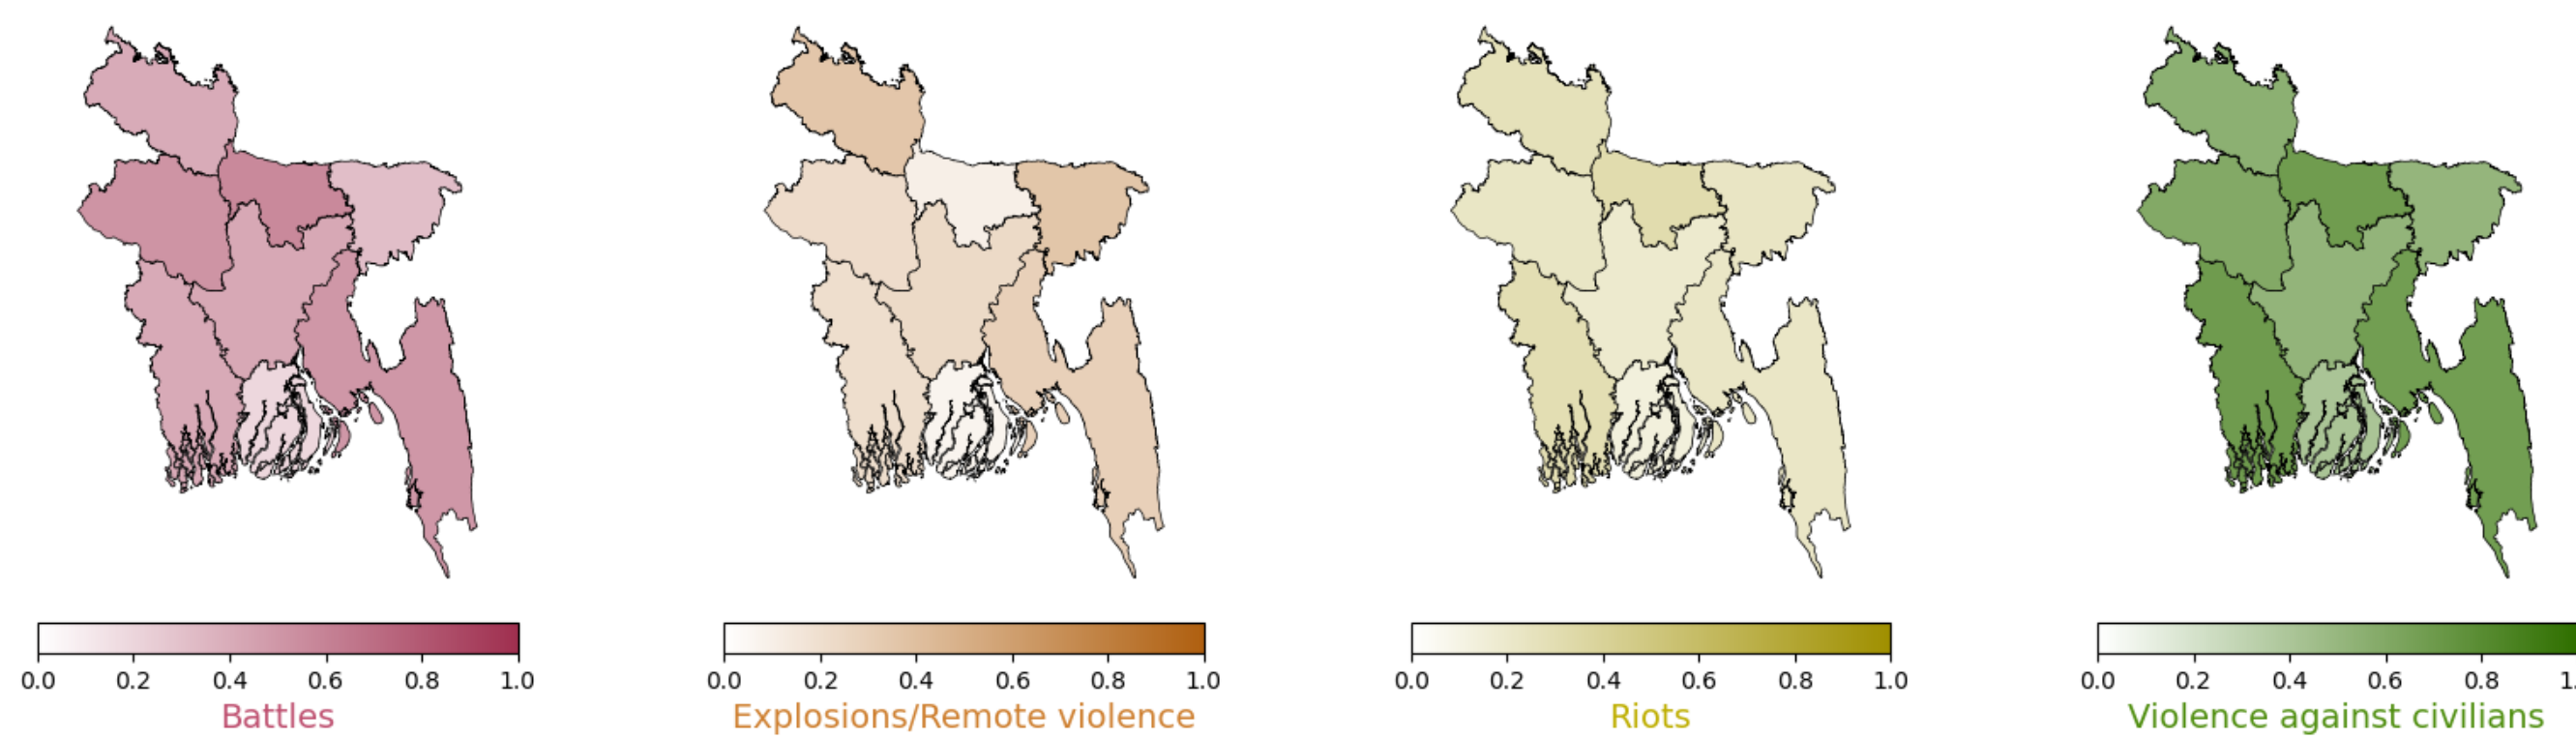 0.0 0.2 0.4 0.6 0.8 1.0
Battles
0.0 0.2 0.4 0.6 0.8 1.0
Explosions/Remote violence
0.0 0.2 0.4 0.6 0.8 1.0
Riots
0.0 0.2 0.4 0.6 0.8 1.
Violence against civilians